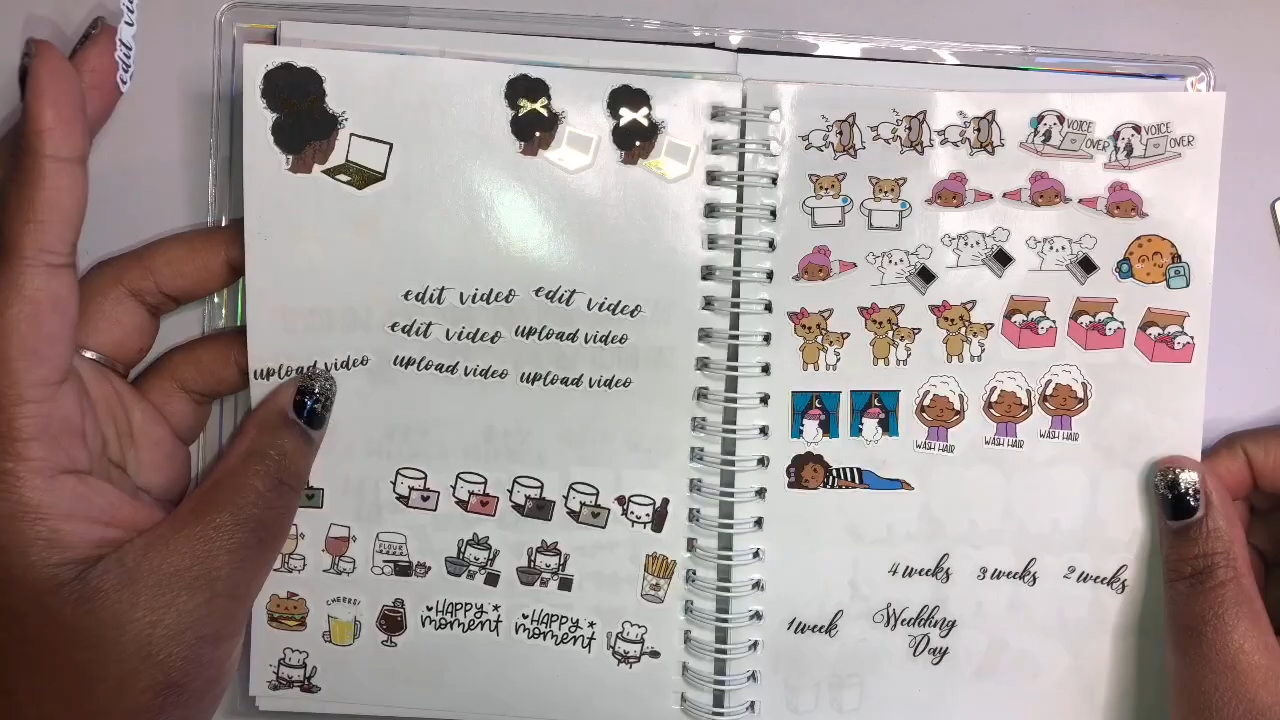 edit vi
edit video edit video
edit video upload video
upload video upload video upload video
FLOUR
CHEERS!
HAPPY moment HAPPY moment
VOICE OVER VOICE OVER
WASH HAIR WASH HAIR WASH HAIR
4 weeks 3 weeks 2 weeks
1 week Wedding
Day